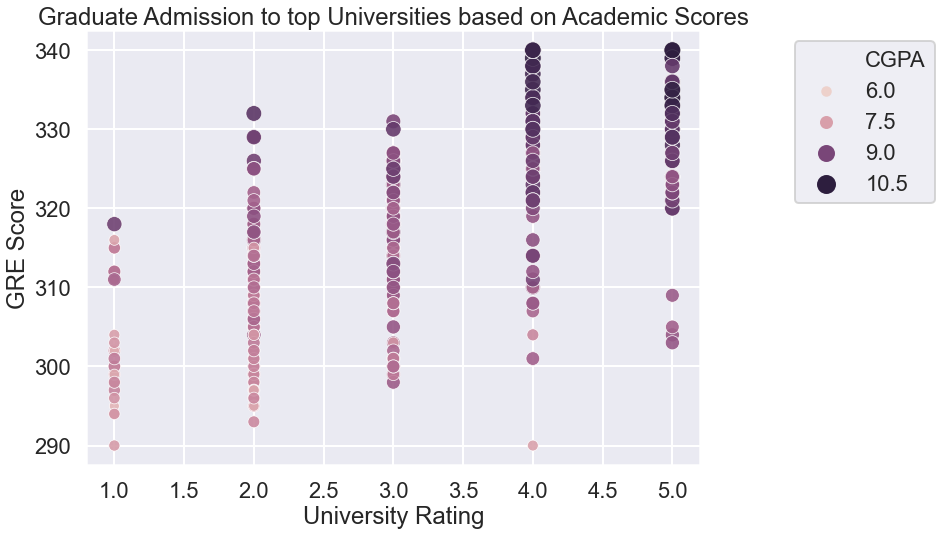 Graduate Admission to top Universities based on Academic Scores
GRE Score
340
330
320
310
300
290
1.0 1.5 2.0 2.5 3.0 3.5 4.0 4.5 5.0
University Rating
CGPA
6.0
7.5
9.0
10.5